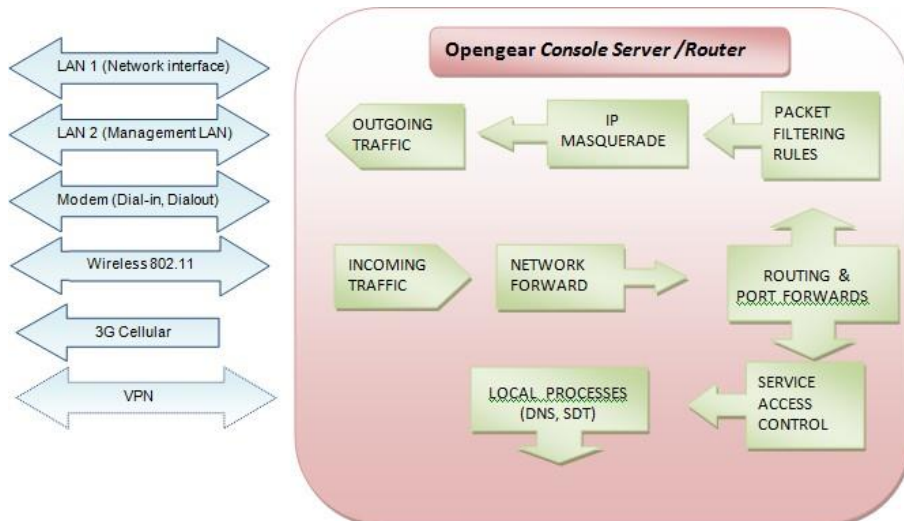 LAN 1 (Network interface)
LAN 2 (Management LAN)
Modem (Dial-in, Dialout)
Wireless 802.11
3G Cellular
VPN
Opengear Console Server /Router
OUTGOING
TRAFFIC
IP
MASQUERADE
PACKET
FILTERING
RULES
INCOMING
TRAFFIC
NETWORK
FORWARD
ROUTING &
PORT FORWARDS
LOCAL PROCESSES
(DNS, SDT)
SERVICE
ACCESS
CONTROL